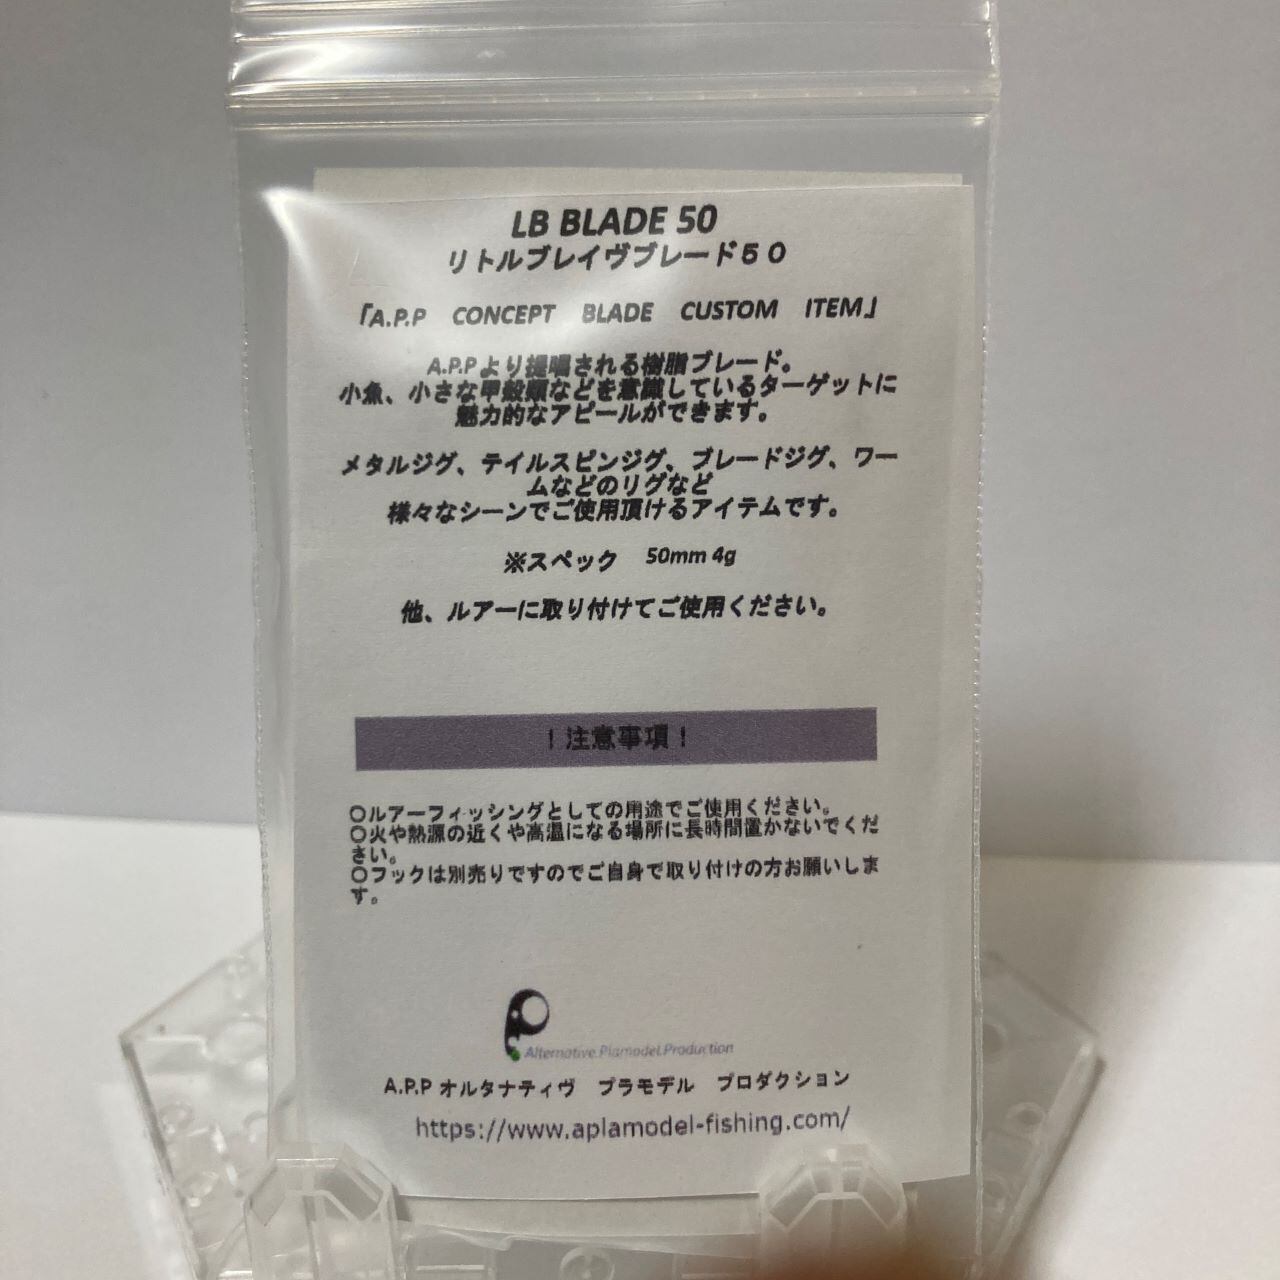 LB BLADE 50
リトルブレイヴブレード５０
「A.P.P CONCEPT BLADE CUSTOM ITEM」
A.P.Pより提唱される樹脂ブレード。
小魚、小さな甲殻類などを意識しているターゲットに
魅力的なアピールができます。
メタルジグ、テイルスピンジグ、ブレードジグ、ワー
ムなどのリグなど
様々なシーンでご使用頂けるアイテムです。
※スペック 50mm 4g
他、ルアーに取り付けてご使用ください。
！注意事項！
〇ルアーフィッシングとしての用途でご使用ください。
〇火や熱源の近くや高温になる場所に長時間置かないでくだ
さい。
〇フックは別売りですのでご自身で取り付けの方お願いしま
す。
Alternative.Plamodel.Production
A.P.P オルタナティヴ プラモデル プロダクション
https://www.aplamodel-fishing.com/